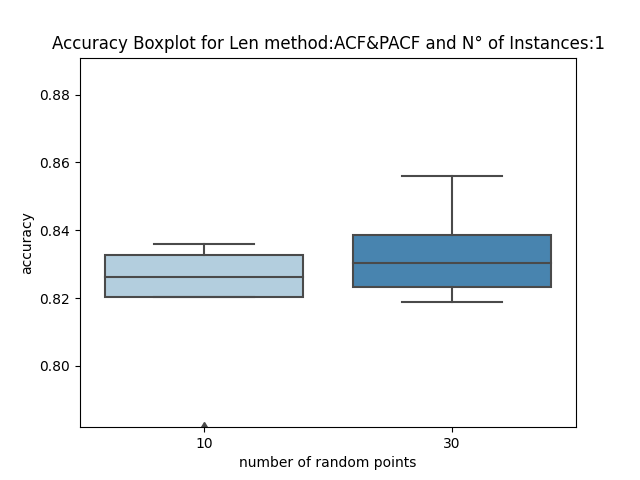 Accuracy Boxplot for Len method:ACF&PACF and N° of Instances:1
0.88
0.86
0.84
0.82
0.80
accuracy
10
30
number of random points